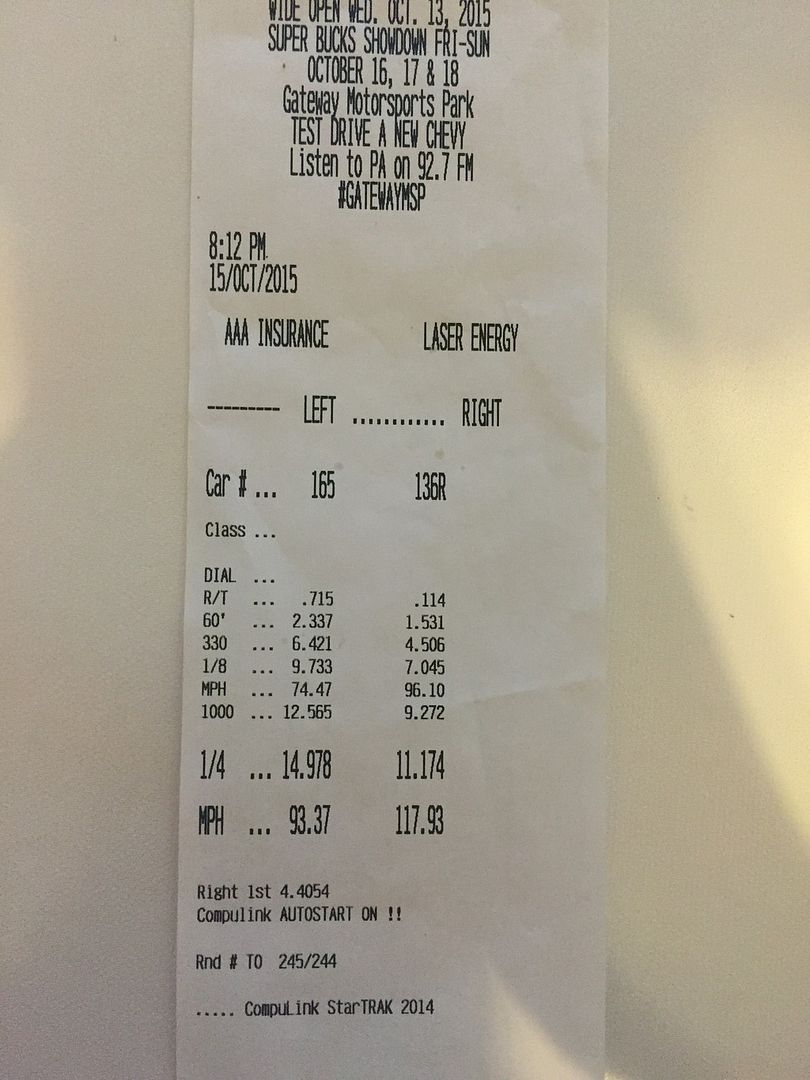 WIDE OPEN WED. OCT. 13, 2015
SUPER BUCKS SHOWDOWN FRI-SUN
OCTOBER 16, 17 & 18
Gateway Motorsports Park
TEST DRIVE A NEW CHEVY
Listen to PA on 92.7 FM
#GATEWAYMSP
8:12 PM
15/OCT/2015
AAA INSURANCE LASER ENERGY
--------- LEFT ............ RIGHT
Car # ... 165 136R
Class ...
DIAL ...
R/T ... .715 .114
60' ... 2.337 1.531
330 ... 6.421 4.506
1/8 ... 9.733 7.045
MPH ... 74.47 96.10
1000 ... 12.565 9.272
1/4 ... 14.978 11.174
MPH ... 93.37 117.93
Right 1st 4.4054
Compulink AUTOSTART ON !!
Rnd # TO 245/244
..... CompuLink StarTRAK 2014